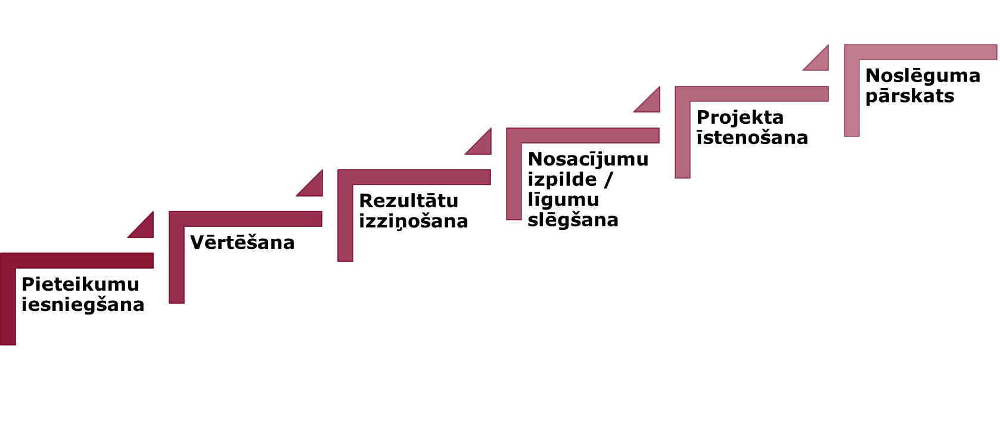 Pieteikumu
iesniegšana
Vērtēšana
Rezultātu
izziņošana
Nosacījumu
izpilde /
līgumu
slēgšana
Projekta
īstenošana
Noslēguma
pārskats